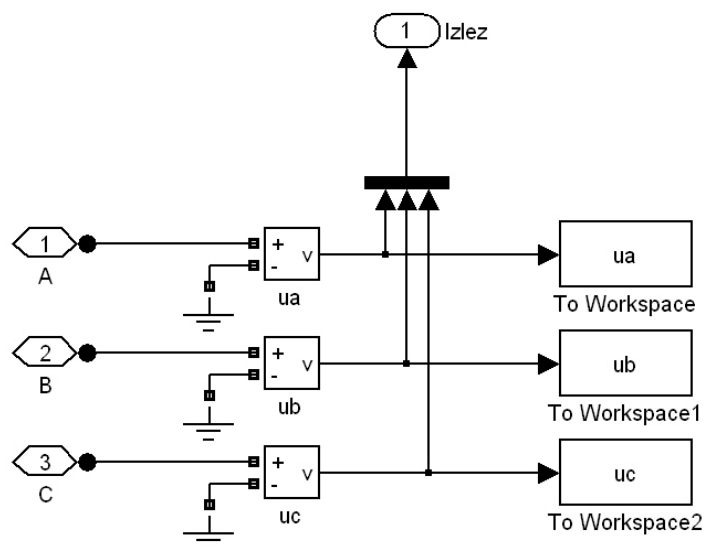 1 Izlez
1
A
+
-
v
ua
ua
To Workspace
2
B
+
-
v
ub
ub
To Workspace1
3
C
+
-
v
uc
uc
To Workspace2